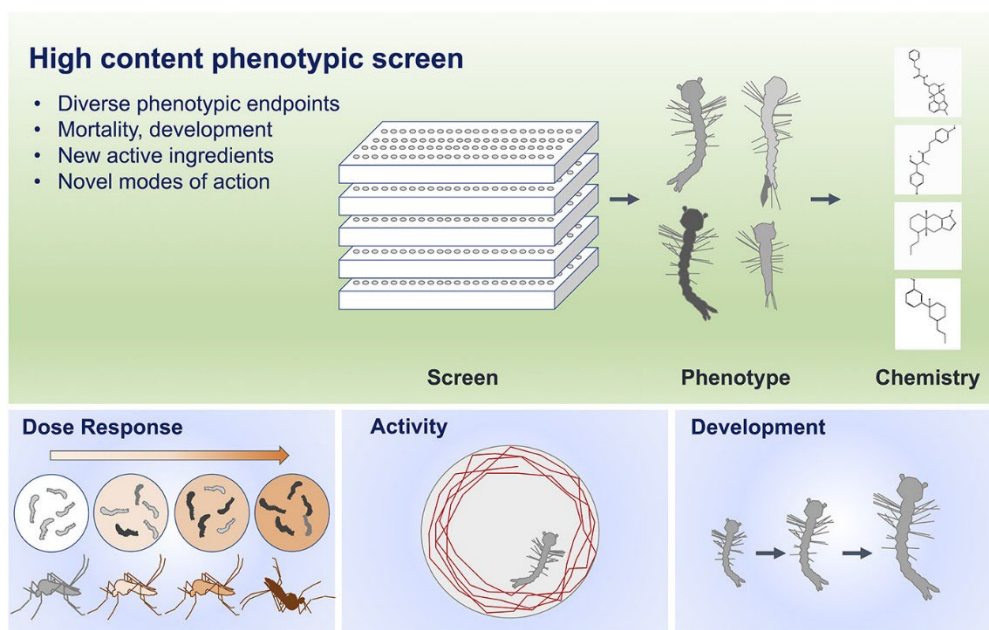 High content phenotypic screen
• Diverse phenotypic endpoints
• Mortality, development
• New active ingredients
• Novel modes of action
Screen
Phenotype
Chemistry
Dose Response
Activity
Development